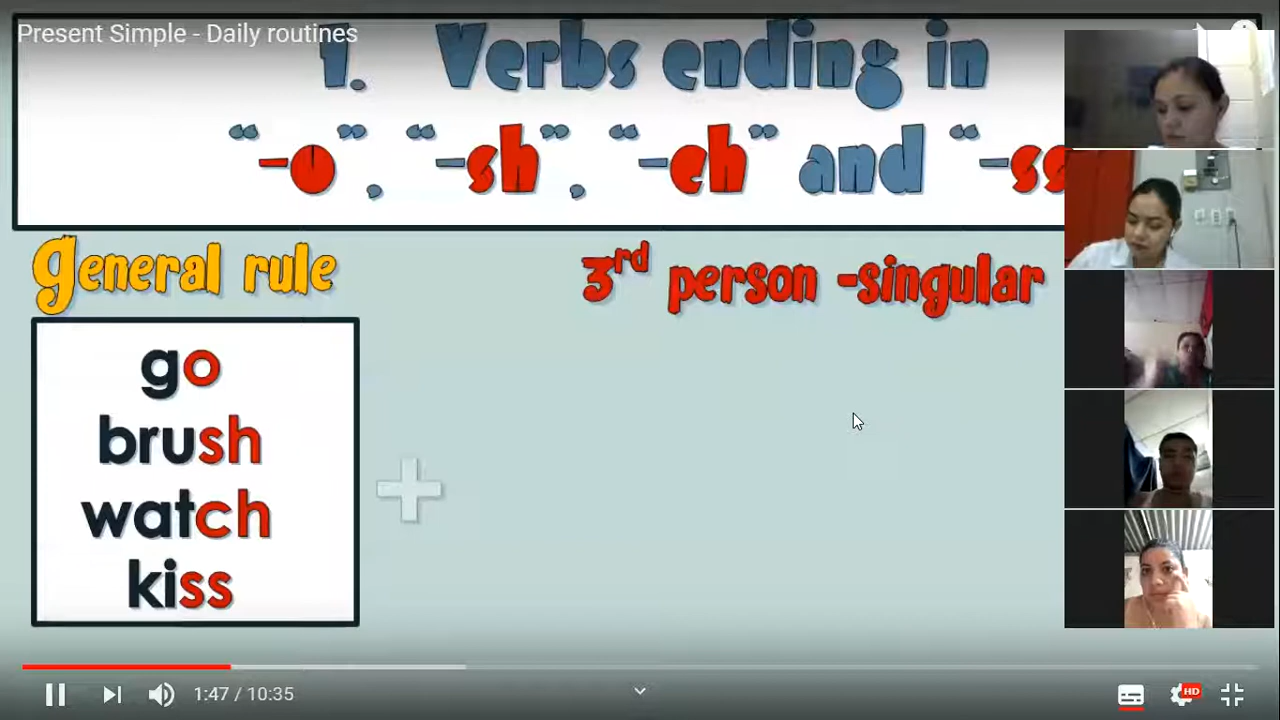 Present Simple - Daily routines
1. Verbs ending in
“-o”, “-sh”, “-ch” and “-ss
general rule
3rd person -singular
go
brush
watch
kiss
+
1:47 / 10:35
HD